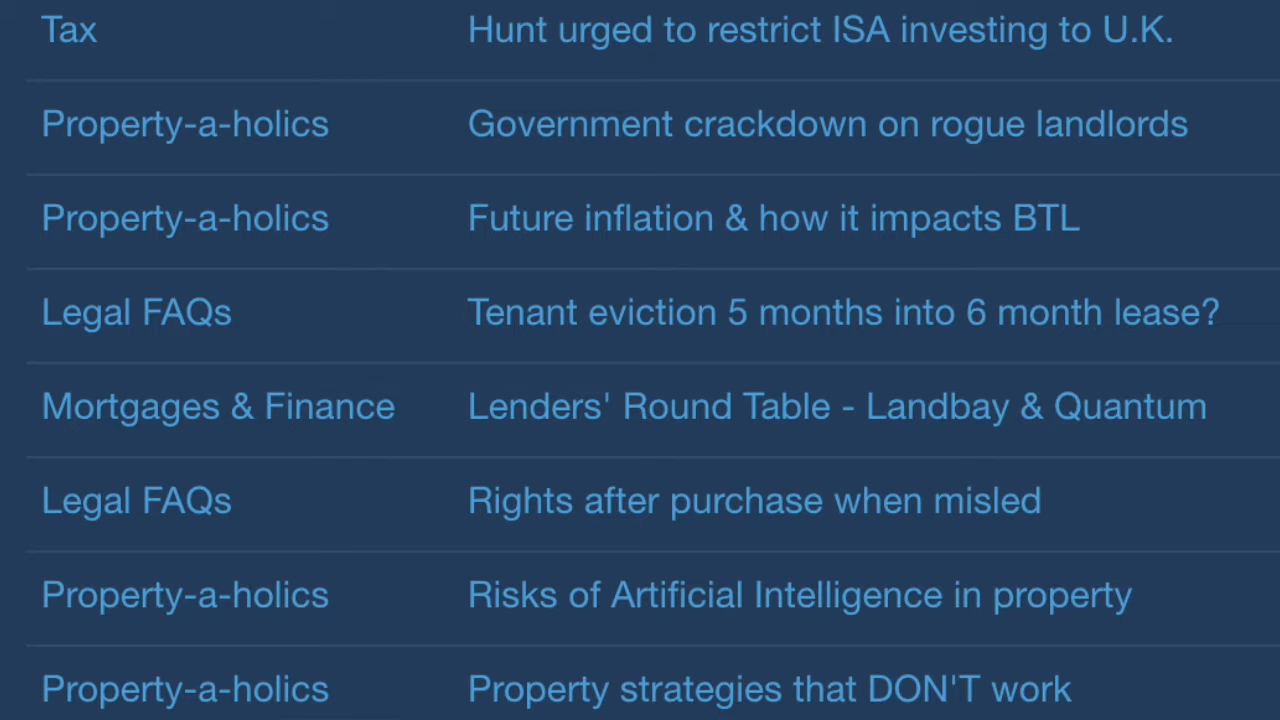 Tax Hunt urged to restrict ISA investing to U.K.
Property-a-holics Government crackdown on rogue landlords
Property-a-holics Future inflation & how it impacts BTL
Legal FAQs Tenant eviction 5 months into 6 month lease?
Mortgages & Finance Lenders' Round Table - Landbay & Quantum
Legal FAQs Rights after purchase when misled
Property-a-holics Risks of Artificial Intelligence in property
Property-a-holics Property strategies that DON'T work